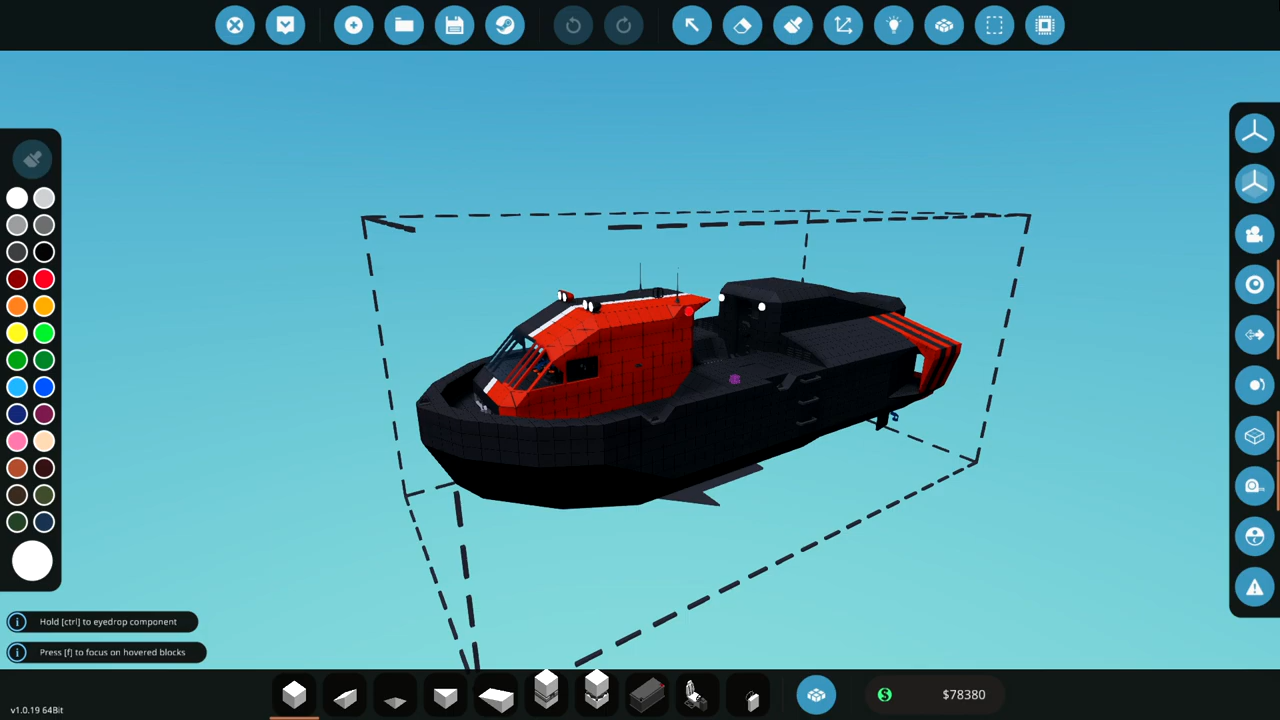 Hold [ctrl] to eyedrop component
Press [f] to focus on hovered blocks
v1.0.19 64Bit
$78380